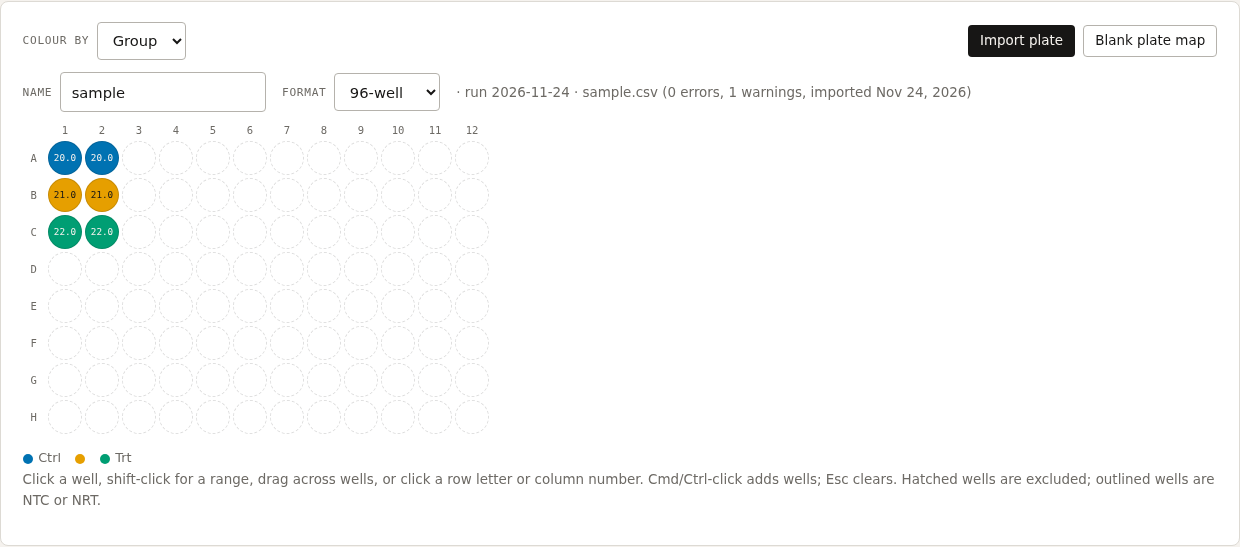 COLOUR BY Group Import plate Blank plate map
NAME sample FORMAT 96-well · run 2026-11-24 · sample.csv (0 errors, 1 warnings, imported Nov 24, 2026)
1 2 3 4 5 6 7 8 9 10 11 12
A 20.0 20.0
B 21.0 21.0
C 22.0 22.0
D
E
F
G
H
Ctrl Trt
Click a well, shift-click for a range, drag across wells, or click a row letter or column number. Cmd/Ctrl-click adds wells; Esc clears. Hatched wells are excluded; outlined wells are
NTC or NRT.